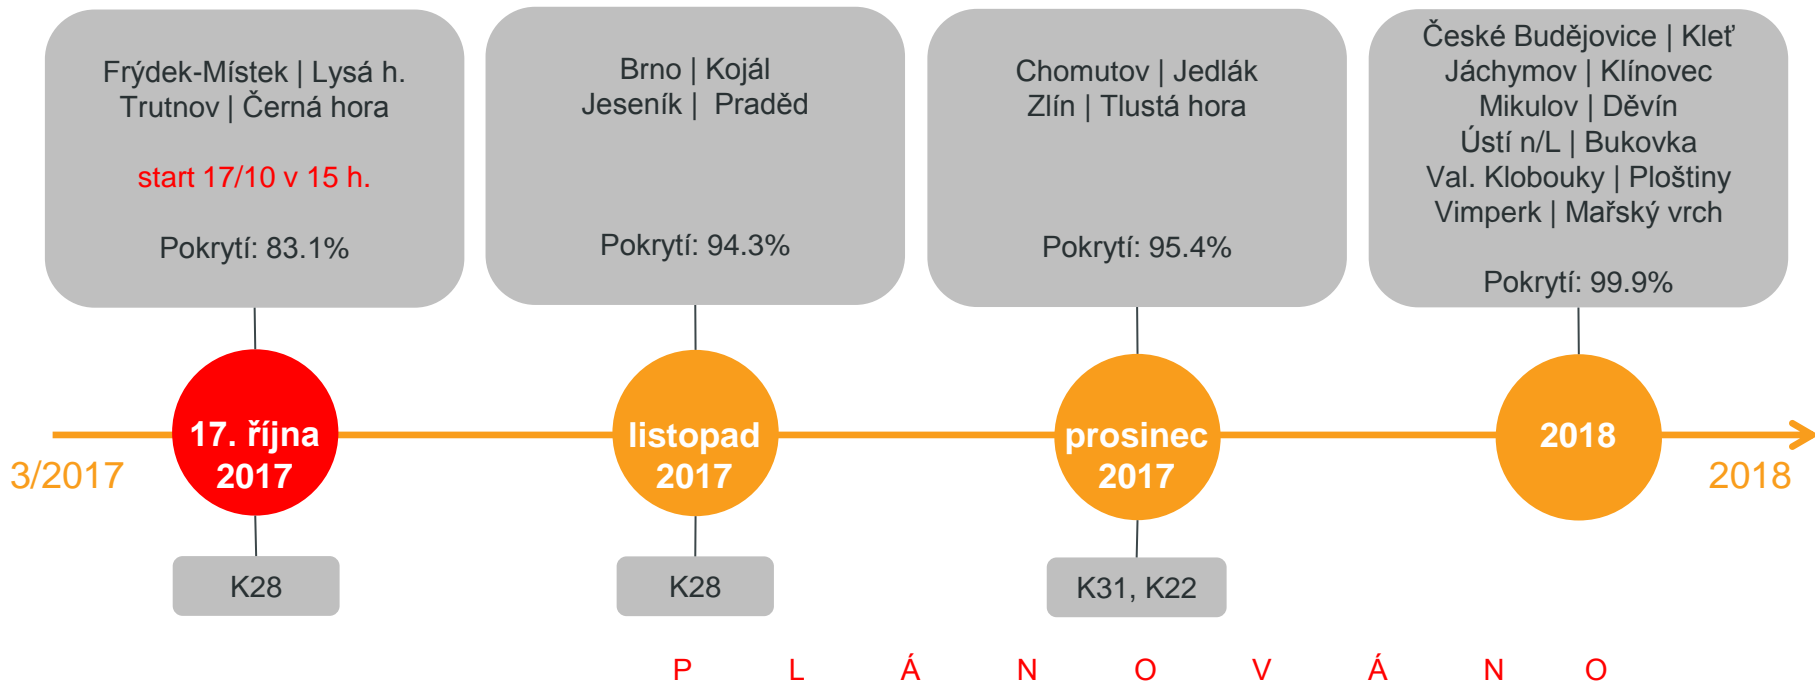 Frýdek-Místek | Lysá h.
Trutnov | Černá hora
start 17/10 v 15 h.
Pokrytí: 83.1%
Brno | Kojál
Jeseník | Praděd
Pokrytí: 94.3%
Chomutov | Jedlák
Zlín | Tlustá hora
Pokrytí: 95.4%
České Budějovice | Kleť
Jáchymov | Klínovec
Mikulov | Děvín
Ústí n/L | Bukovka
Val. Klobouky | Ploštiny
Vimperk | Mařský vrch
Pokrytí: 99.9%
3/2017
17. října
2017
listopad
2017
prosinec
2017
2018
2018
K28
K28
K31, K22
P L Á N O V Á N O